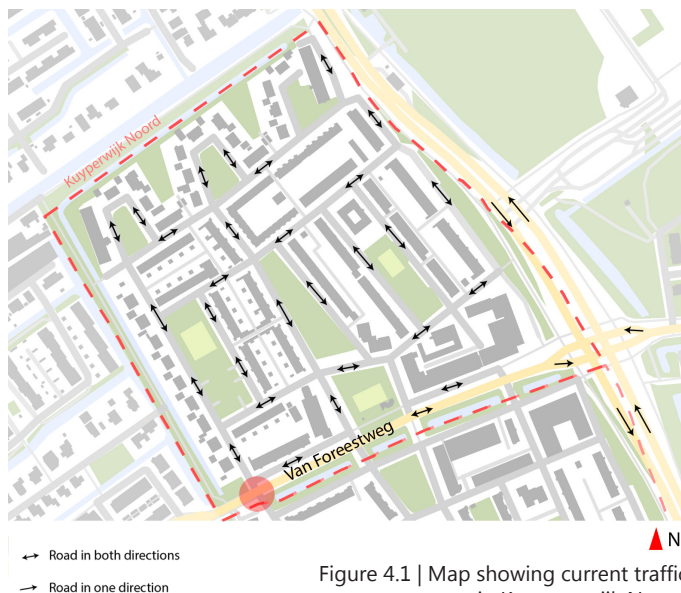 Kuyperwijk Noord
Van Foreestweg
N
Road in both directions
Road in one direction
Figure 4.1 | Map showing current traffic